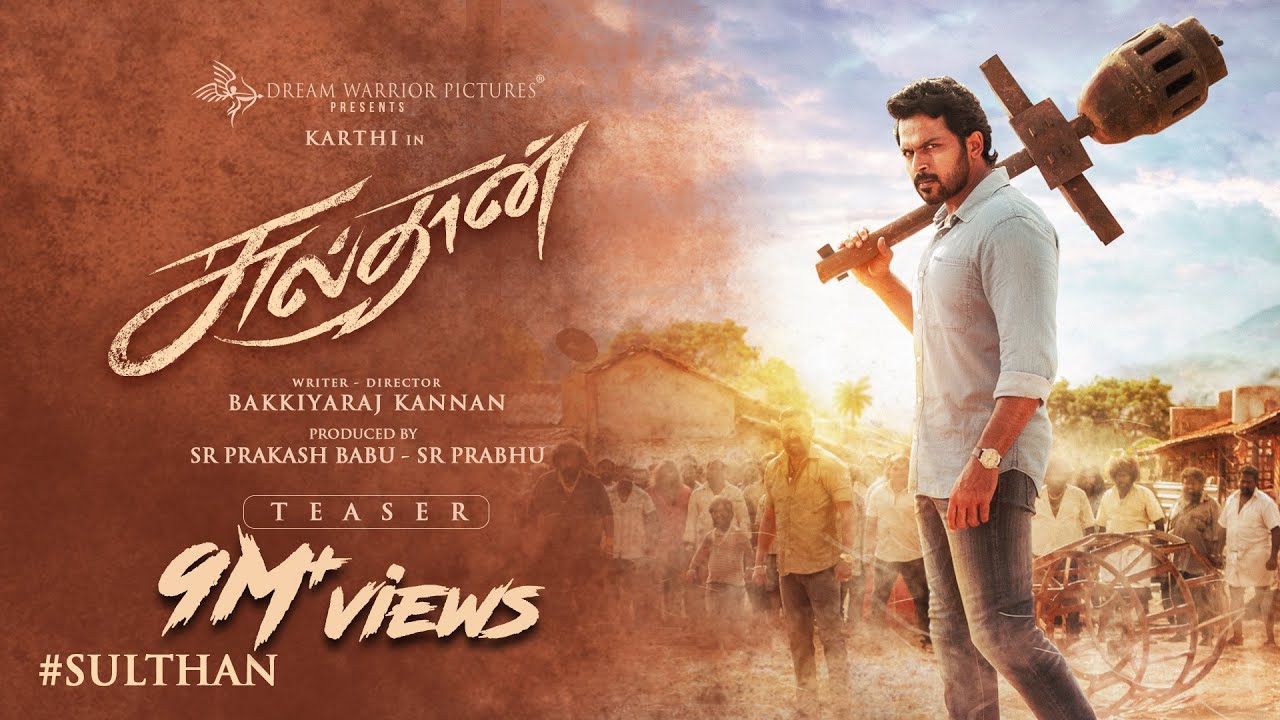 DREAM WARRIOR PICTURES®
PRESENTS
KARTHI IN
சுல்தான்
WRITER - DIRECTOR
BAKKIYARAJ KANNAN
PRODUCED BY
SR PRAKASH BABU - SR PRABHU
TEASER
9M+ VIEWS
#SULTHAN